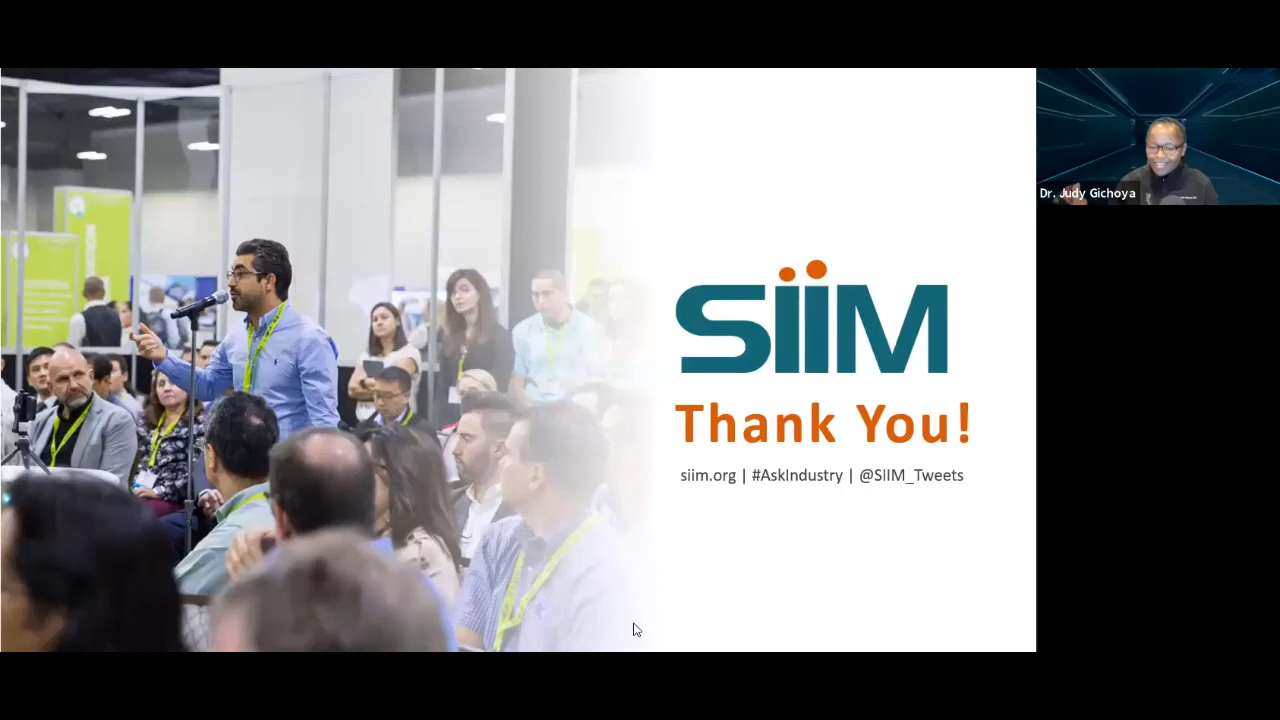 SiiM
Thank You!
siim.org | #AskIndustry | @SIIM_Tweets
Dr. Judy Gichoya